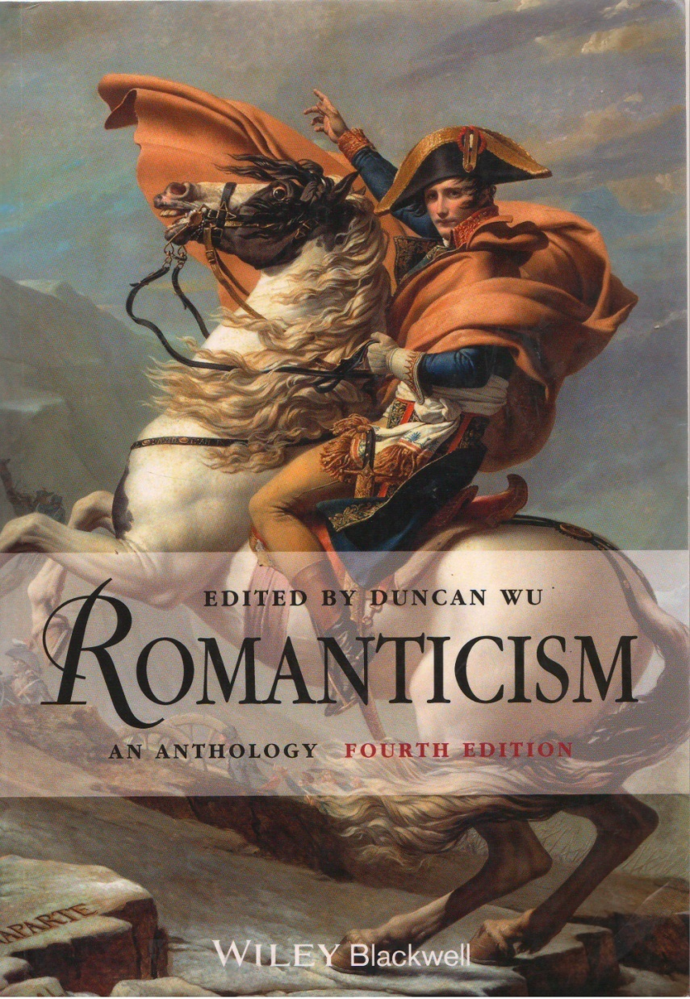 EDITED BY DUNCAN WU
ROMANTICISM
AN ANTHOLOGY FOURTH EDITION
APARTE
WILEY Blackwell